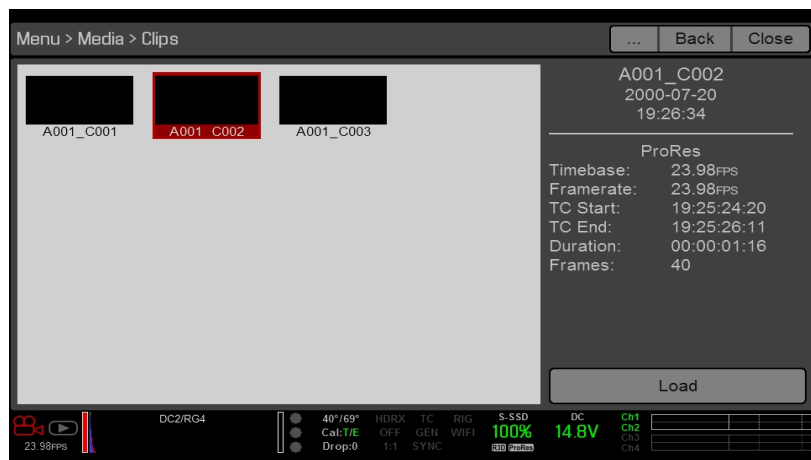 Menu > Media > Clips
... Back Close
A001_C001 A001_C002 A001_C003
A001_C002
2000-07-20
19:26:34
ProRes
Timebase: 23.98FPS
Framerate: 23.98FPS
TC Start: 19:25:24:20
TC End: 19:25:26:11
Duration: 00:00:01:16
Frames: 40
Load
23.98FPS
DC2/RG4
40°/69° HDRX TC RIG
Cal:T/E OFF GEN WIFI
Drop:0 1:1 SYNC
S-SSD
100%
R3D ProRes
DC
14.8V
Ch1
Ch2
Ch3
Ch4